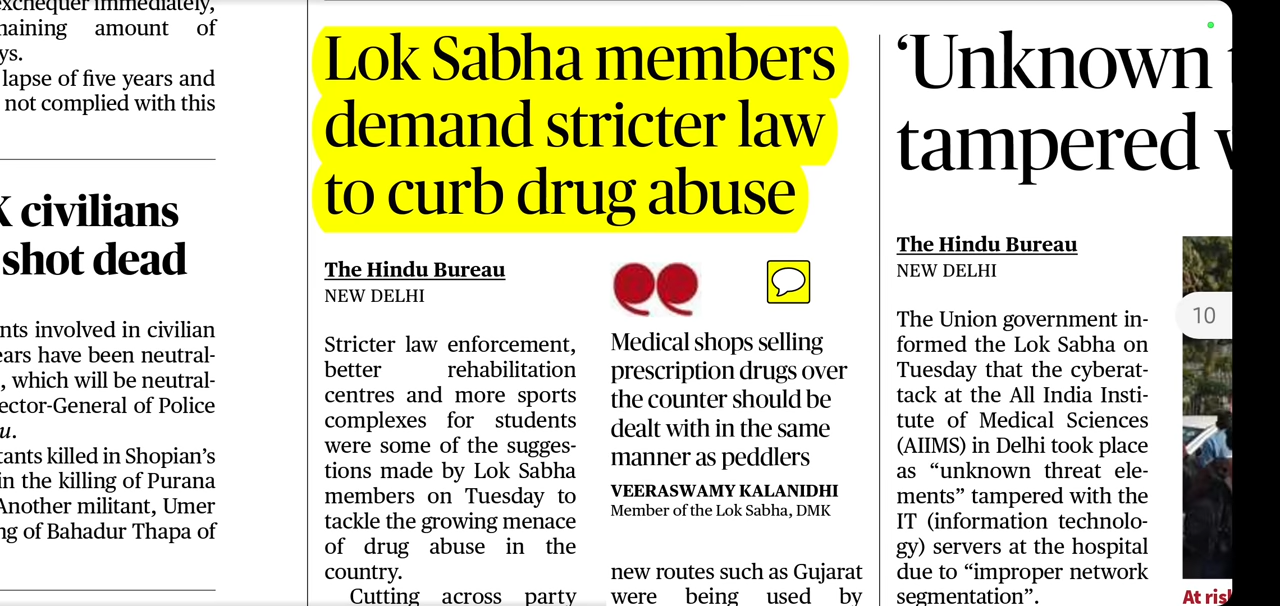 exchequer immediately,
maining amount of
ys.
lapse of five years and
not complied with this
K civilians
shot dead
nts involved in civilian
ears have been neutral-
, which will be neutral-
ector-General of Police
u.
tants killed in Shopian's
in the killing of Purana
Another militant, Umer
ng of Bahadur Thapa of
Lok Sabha members
demand stricter law
to curb drug abuse
The Hindu Bureau
NEW DELHI
Stricter law enforcement,
better rehabilitation
centres and more sports
complexes for students
were some of the sugges-
tions made by Lok Sabha
members on Tuesday to
tackle the growing menace
of drug abuse in the
country.
Cutting across party
Medical shops selling
prescription drugs over
the counter should be
dealt with in the same
manner as peddlers
VEERASWAMY KALANIDHI
Member of the Lok Sabha, DMK
new routes such as Gujarat
were being used by
‘Unknown t
tampered w
The Hindu Bureau
NEW DELHI
The Union government in-
formed the Lok Sabha on
Tuesday that the cyberat-
tack at the All India Insti-
tute of Medical Sciences
(AIIMS) in Delhi took place
as “unknown threat ele-
ments” tampered with the
IT (information technolo-
gy) servers at the hospital
due to “improper network
segmentation”.
10
At risk